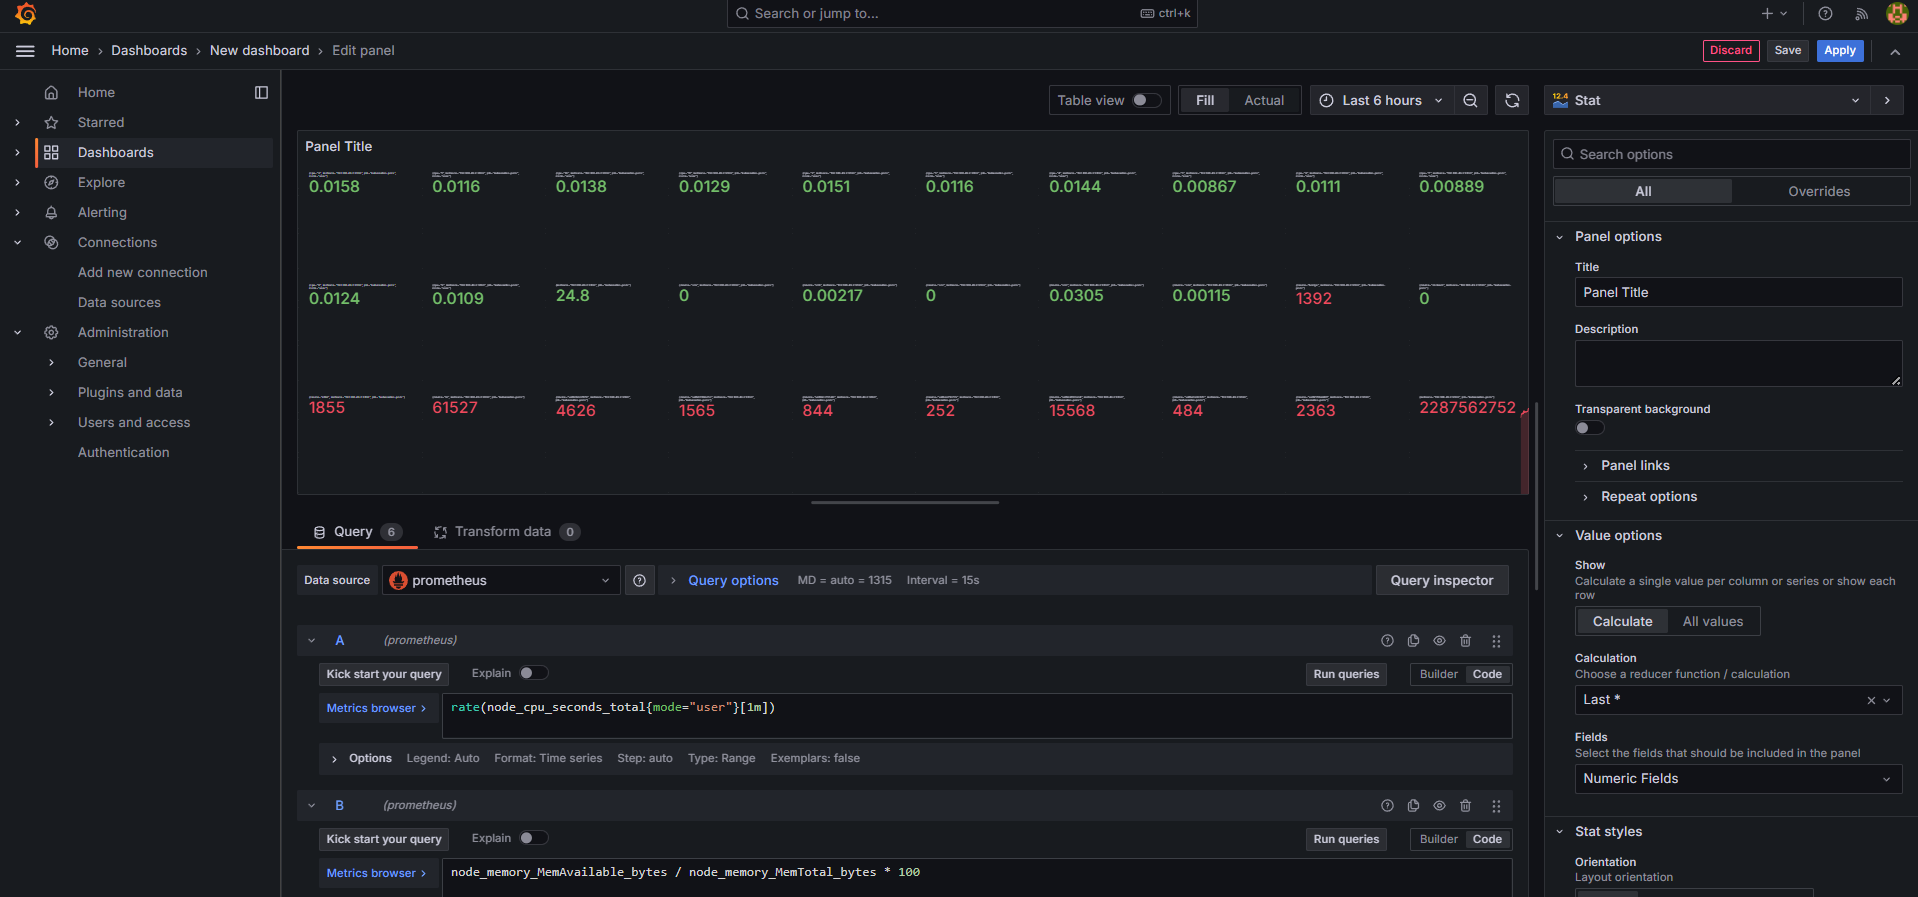 Search or jump to...
ctrl+k
Home › Dashboards › New dashboard › Edit panel
Discard
Save
Apply
Home
Starred
Dashboards
Explore
Alerting
Connections
Add new connection
Data sources
Administration
General
Plugins and data
Users and access
Authentication
Table view
Fill
Actual
Last 6 hours
Panel Title
0.0158 0.0116 0.0138 0.0129 0.0151 0.0116 0.0144 0.00867 0.0111 0.00889
0.0124 0.0109 24.8 0 0.00217 0 0.0305 0.00115 1392 0
1855 61527 4626 1565 844 252 15568 484 2363 2287562752
Query 6
Transform data 0
Data source
prometheus
Query options
MD = auto = 1315
Interval = 15s
Query inspector
A (prometheus)
Kick start your query
Explain
Run queries
Builder
Code
Metrics browser >
rate(node_cpu_seconds_total{mode="user"}[1m])
Options
Legend: Auto
Format: Time series
Step: auto
Type: Range
Exemplars: false
B (prometheus)
Kick start your query
Explain
Run queries
Builder
Code
Metrics browser >
node_memory_MemAvailable_bytes / node_memory_MemTotal_bytes * 100
12.4
Stat
Search options
All
Overrides
Panel options
Title
Panel Title
Description
Transparent background
Panel links
Repeat options
Value options
Show
Calculate a single value per column or series or show each
row
Calculate
All values
Calculation
Choose a reducer function / calculation
Last *
Fields
Select the fields that should be included in the panel
Numeric Fields
Stat styles
Orientation
Layout orientation